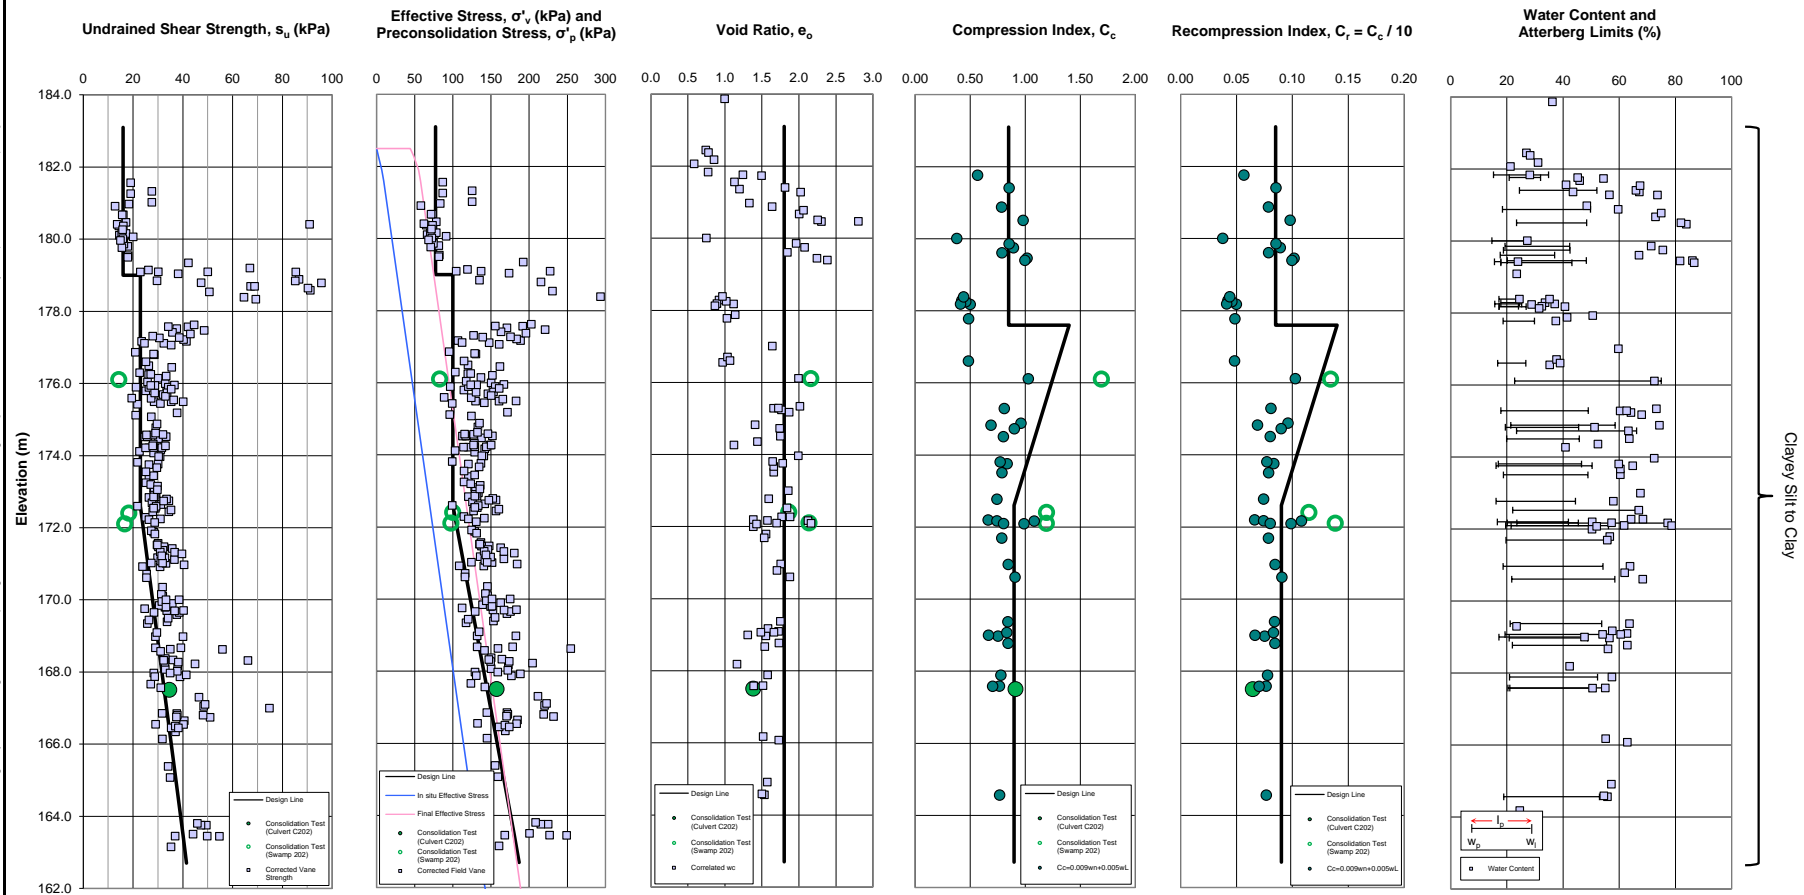 Undrained Shear Strength, su (kPa)
Effective Stress, σ'v (kPa) and
Preconsolidation Stress, σ'p (kPa)
Void Ratio, eo
Compression Index, Cc
Recompression Index, Cr = Cc / 10
Water Content and
Atterberg Limits (%)
0 20 40 60 80 100
0 50 100 150 200 250 300
0.0 0.5 1.0 1.5 2.0 2.5 3.0
0.00 0.50 1.00 1.50 2.00
0.00 0.05 0.10 0.15 0.20
0 20 40 60 80 100
184.0
182.0
180.0
178.0
176.0
174.0
172.0
170.0
168.0
166.0
164.0
162.0
Elevation (m)
Clayey Silt to Clay
Design Line
Consolidation Test
(Culvert C202)
Consolidation Test
(Swamp 202)
Corrected Vane
Strength
Design Line
In situ Effective Stress
Final Effective Stress
Consolidation Test
(Culvert C202)
Consolidation Test
(Swamp 202)
Corrected Field Vane
Design Line
Consolidation Test
(Culvert C202)
Consolidation Test
(Swamp 202)
Correlated wc
Design Line
Consolidation Test
(Culvert C202)
Consolidation Test
(Swamp 202)
Cc=0.009wn+0.005wL
Design Line
Consolidation Test
(Culvert C202)
Consolidation Test
(Swamp 202)
Cc=0.009wn+0.005wL
Ip
wp wl
Water Content